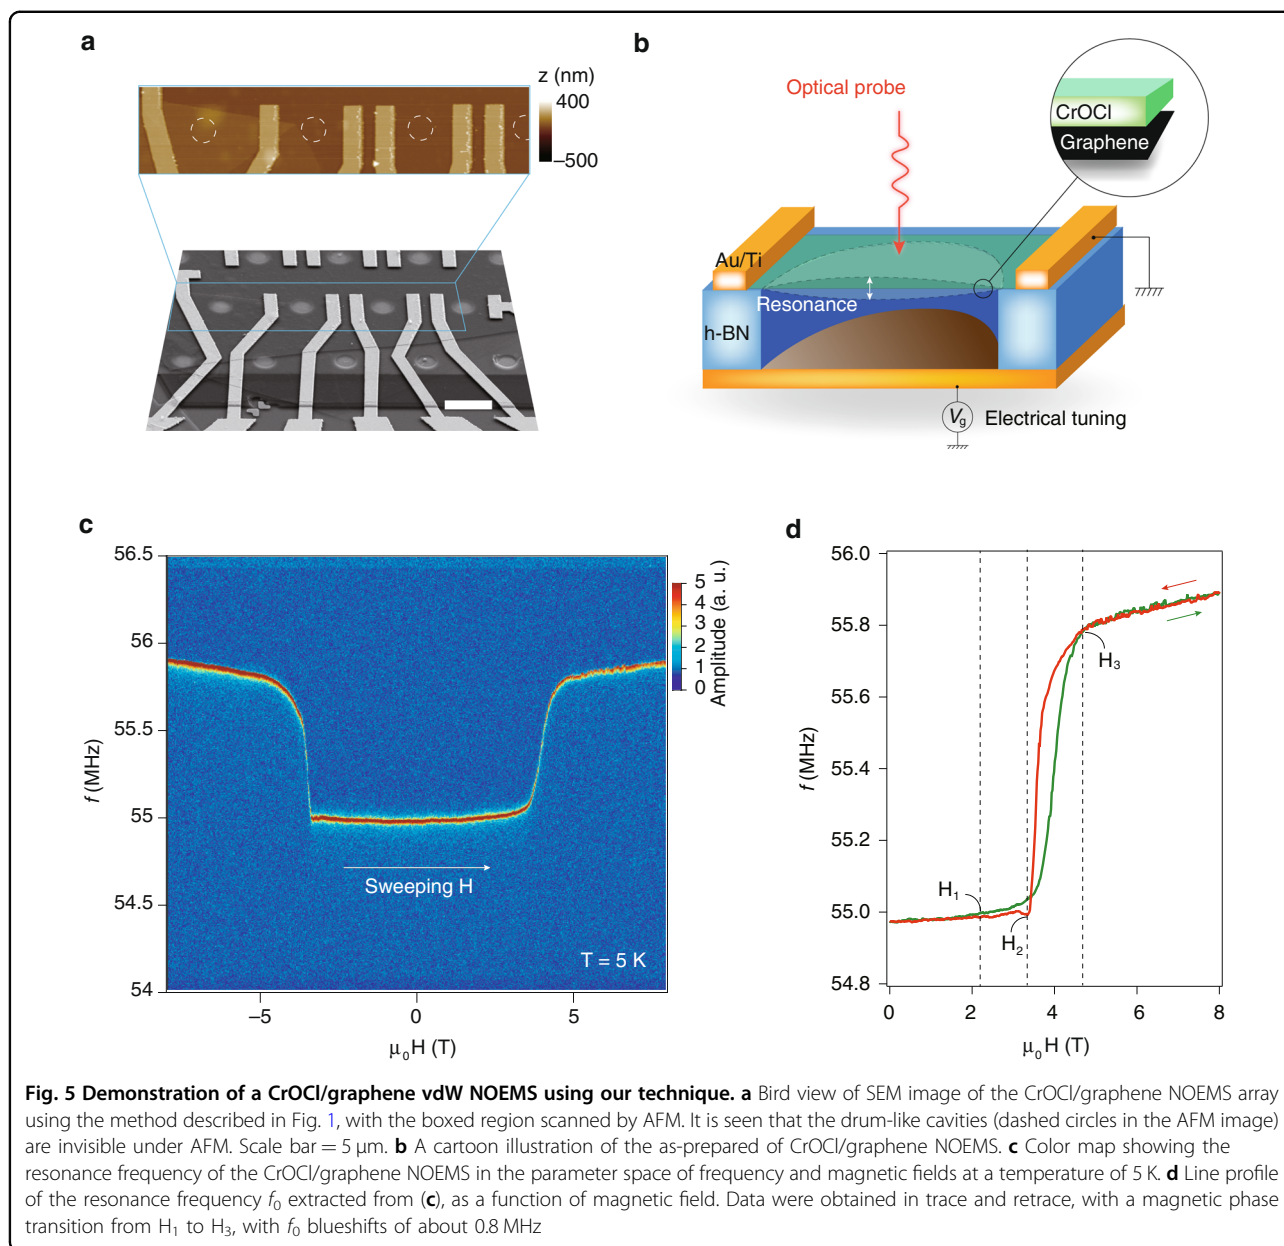 a
z (nm)
400
−500
b
Optical probe
CrOCl
Graphene
Au/Ti
Resonance
h-BN
Vg
Electrical tuning
c
56.5
56
55.5
55
54.5
54
f (MHz)
−5
0
5
μ0H (T)
Sweeping H
T = 5 K
5
4
3
2
1
0
Amplitude (a. u.)
d
56.0
55.8
55.6
55.4
55.2
55.0
54.8
f (MHz)
H1
H2
H3
0
2
4
6
8
μ0H (T)
Fig. 5 Demonstration of a CrOCl/graphene vdW NOEMS using our technique. a Bird view of SEM image of the CrOCl/graphene NOEMS array
using the method described in Fig. 1, with the boxed region scanned by AFM. It is seen that the drum-like cavities (dashed circles in the AFM image)
are invisible under AFM. Scale bar = 5 μm. b A cartoon illustration of the as-prepared of CrOCl/graphene NOEMS. c Color map showing the
resonance frequency of the CrOCl/graphene NOEMS in the parameter space of frequency and magnetic fields at a temperature of 5 K. d Line profile
of the resonance frequency f0 extracted from (c), as a function of magnetic field. Data were obtained in trace and retrace, with a magnetic phase
transition from H1 to H3, with f0 blueshifts of about 0.8 MHz